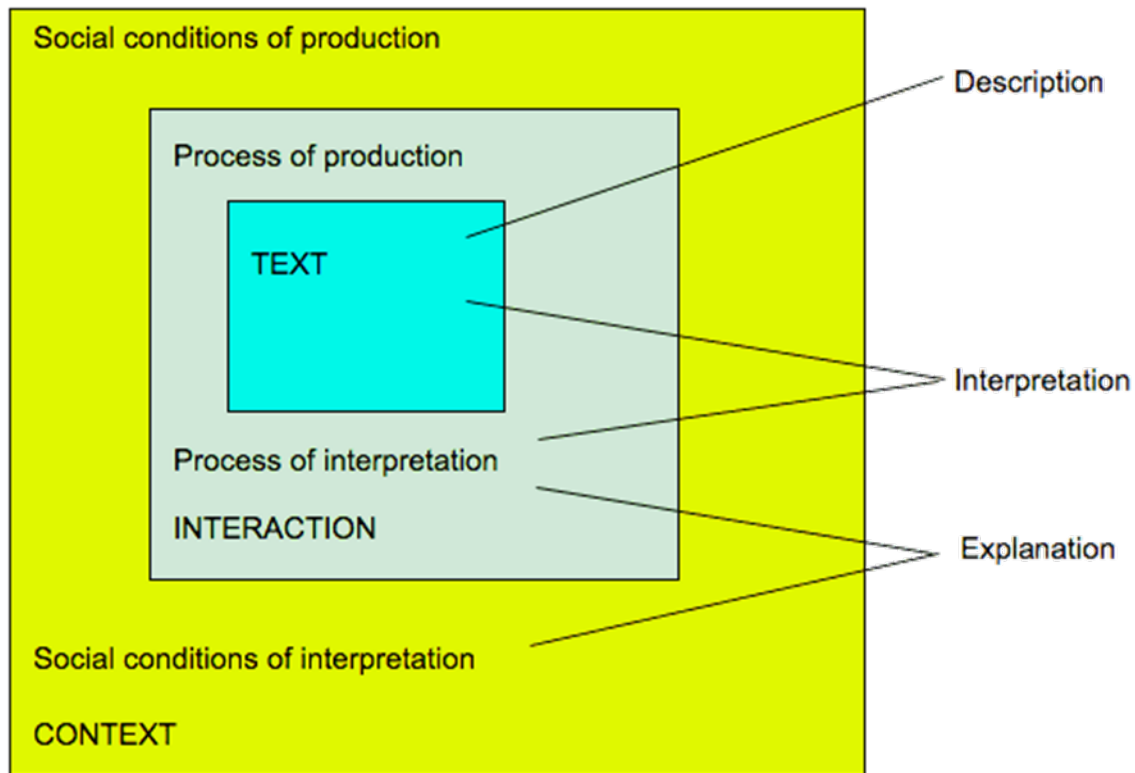 Social conditions of production
Description
Process of production
TEXT
Interpretation
Process of interpretation
INTERACTION
Explanation
Social conditions of interpretation
CONTEXT